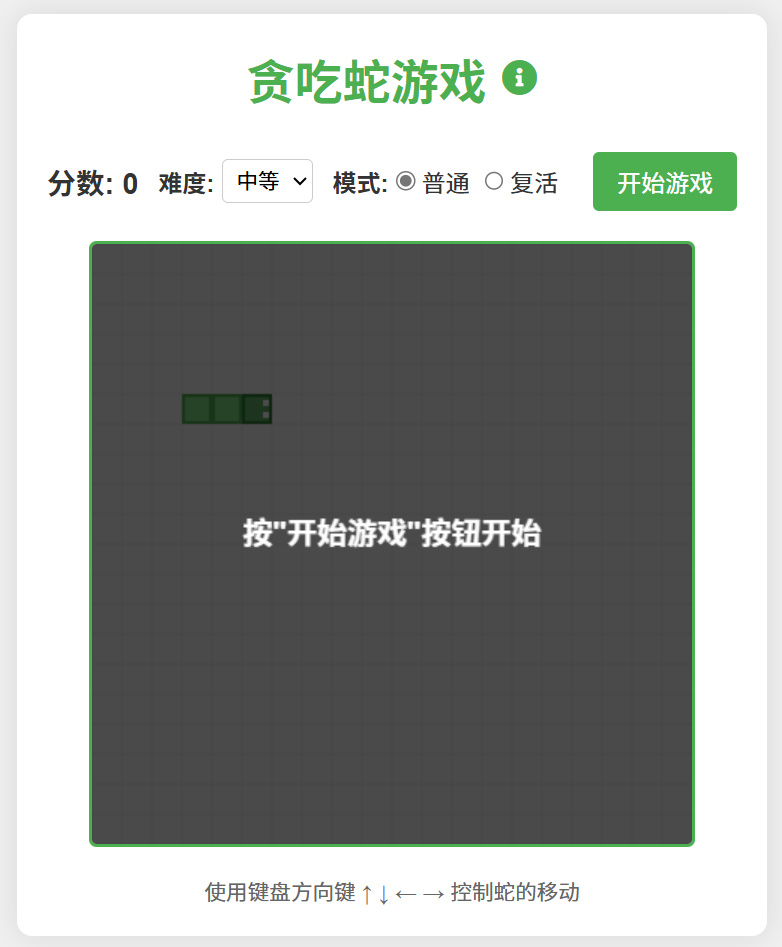 贪吃蛇游戏
分数: 0 难度: 中等 模式: 普通 复活 开始游戏
按"开始游戏"按钮开始
使用键盘方向键 ↑ ↓ ← → 控制蛇的移动